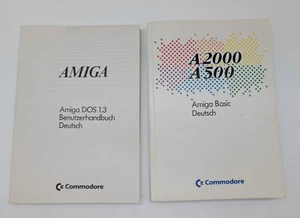 AMIGA
Amiga DOS 1.3
Benutzerhandbuch
Deutsch
Commodore
A2000
A500
Amiga Basic
Deutsch
Commodore